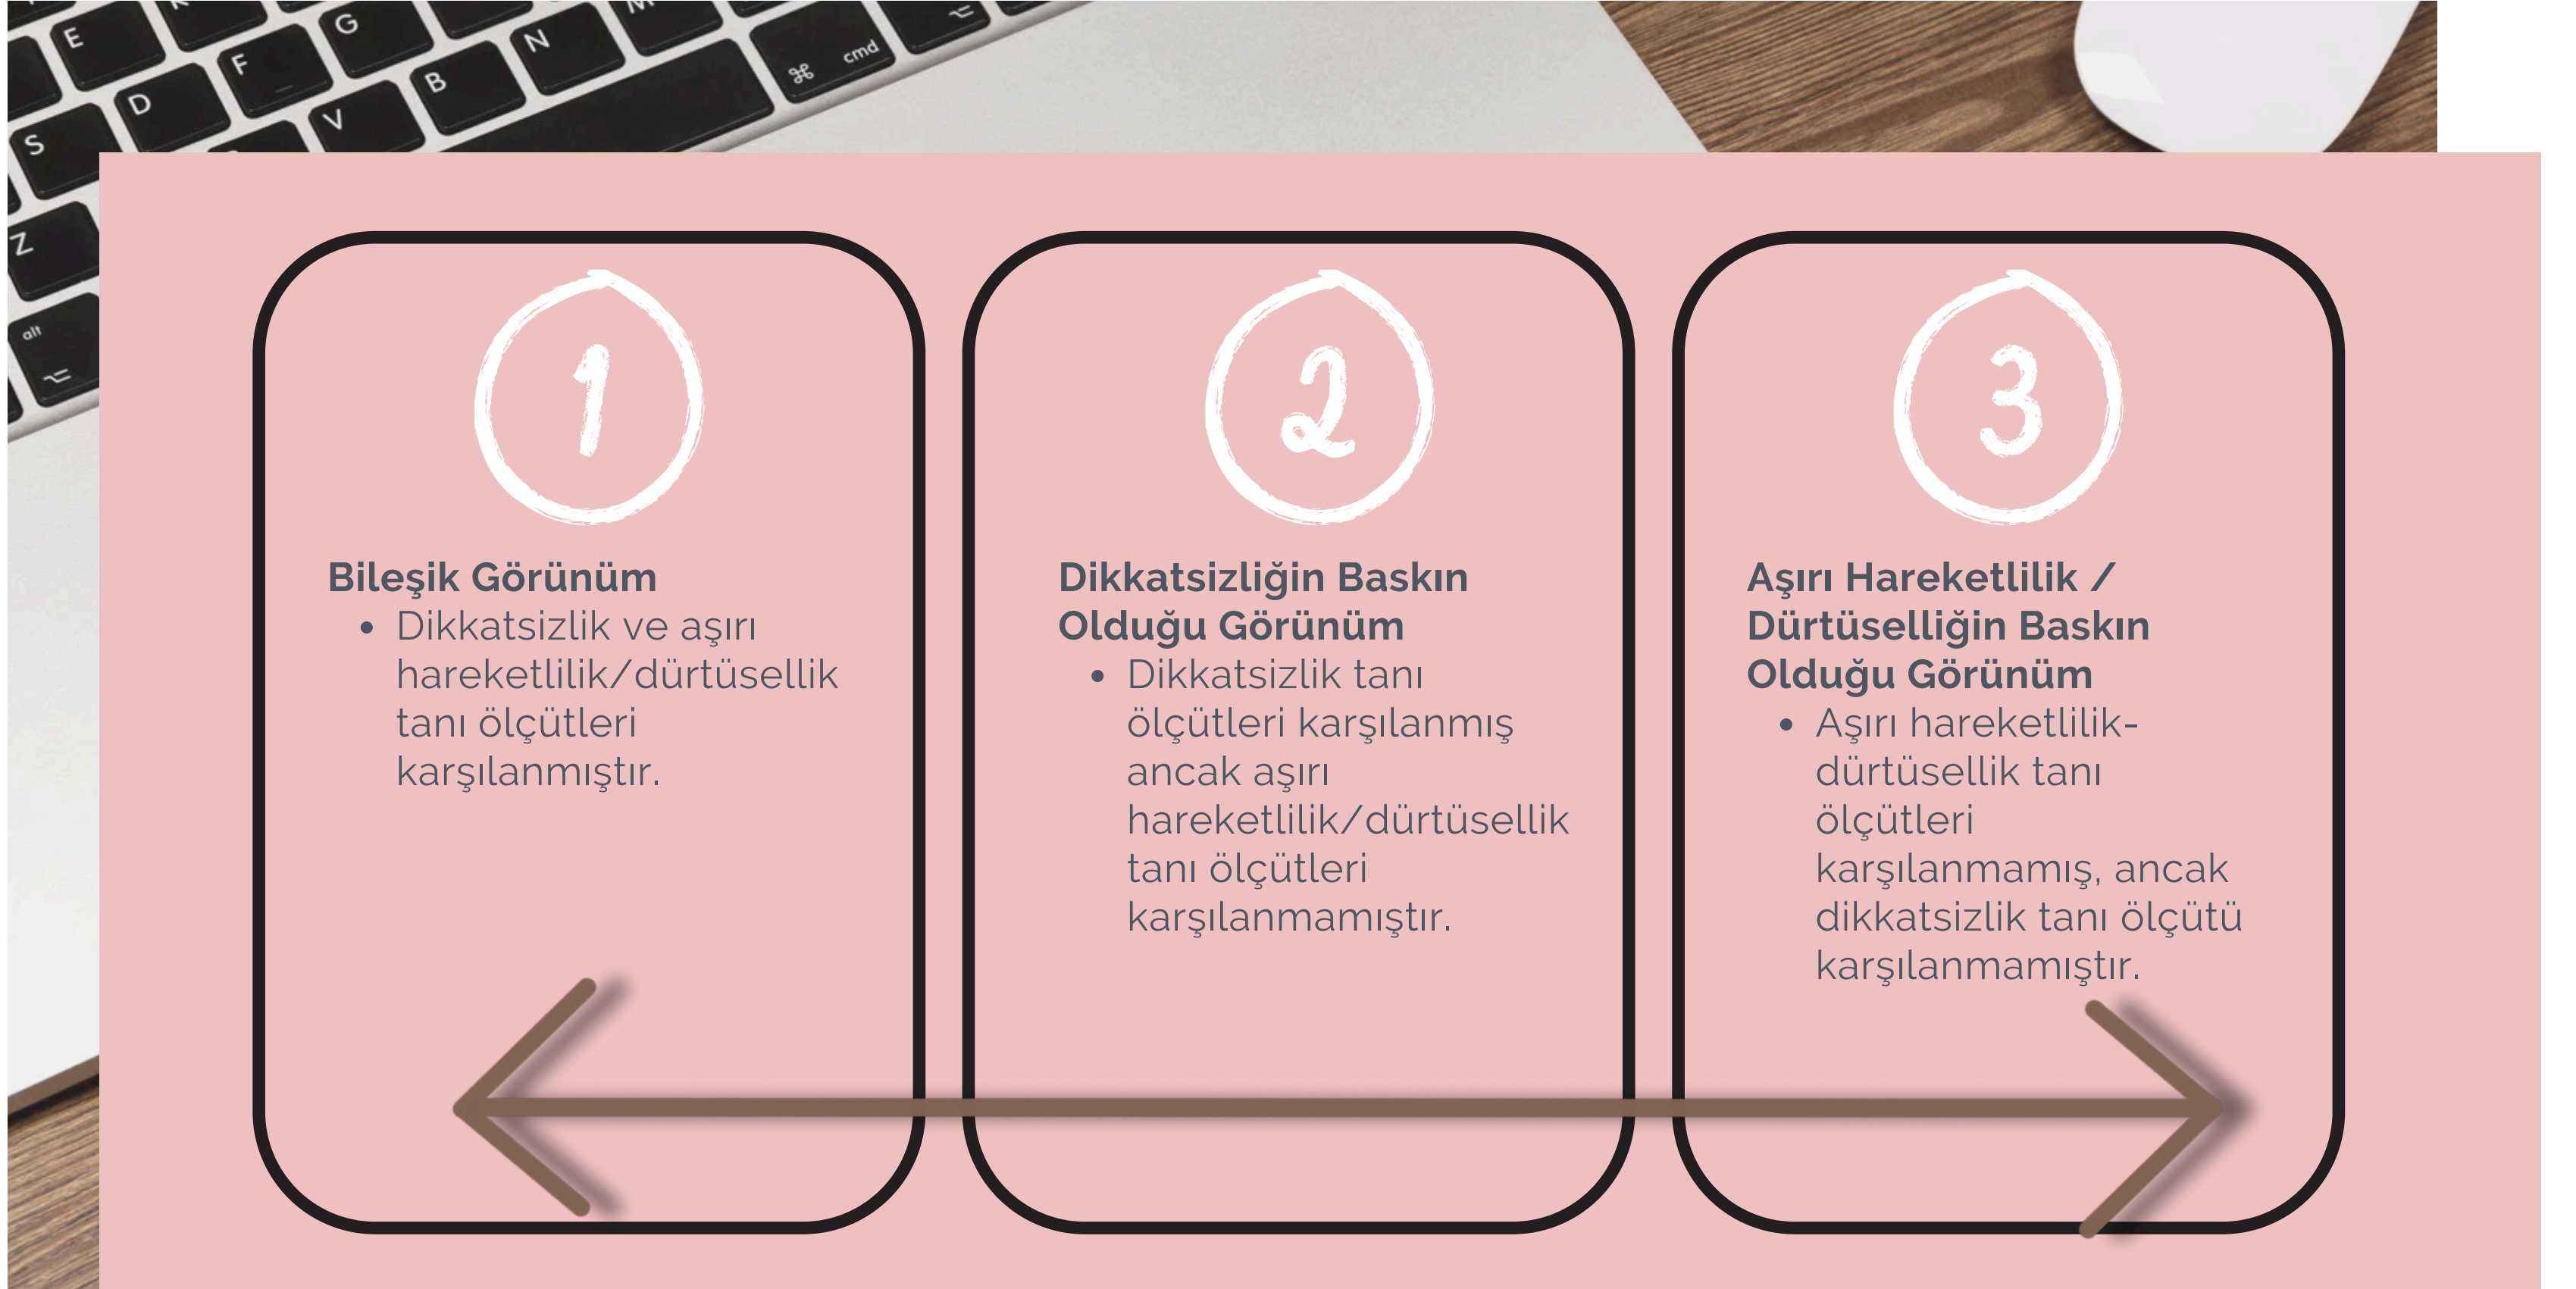 E
G
F
D
S
V
B
N
M
⌘ cmd
Z
alt
1
Bileşik Görünüm
• Dikkatsizlik ve aşırı
hareketlilik/dürtüsellik
tanı ölçütleri
karşılanmıştır.
2
Dikkatsizliğin Baskın
Olduğu Görünüm
• Dikkatsizlik tanı
ölçütleri karşılanmış
ancak aşırı
hareketlilik/dürtüsellik
tanı ölçütleri
karşılanmamıştır.
3
Aşırı Hareketlilik /
Dürtüselliğin Baskın
Olduğu Görünüm
• Aşırı hareketlilik-
dürtüsellik tanı
ölçütleri
karşılanmamış, ancak
dikkatsizlik tanı ölçütü
karşılanmamıştır.